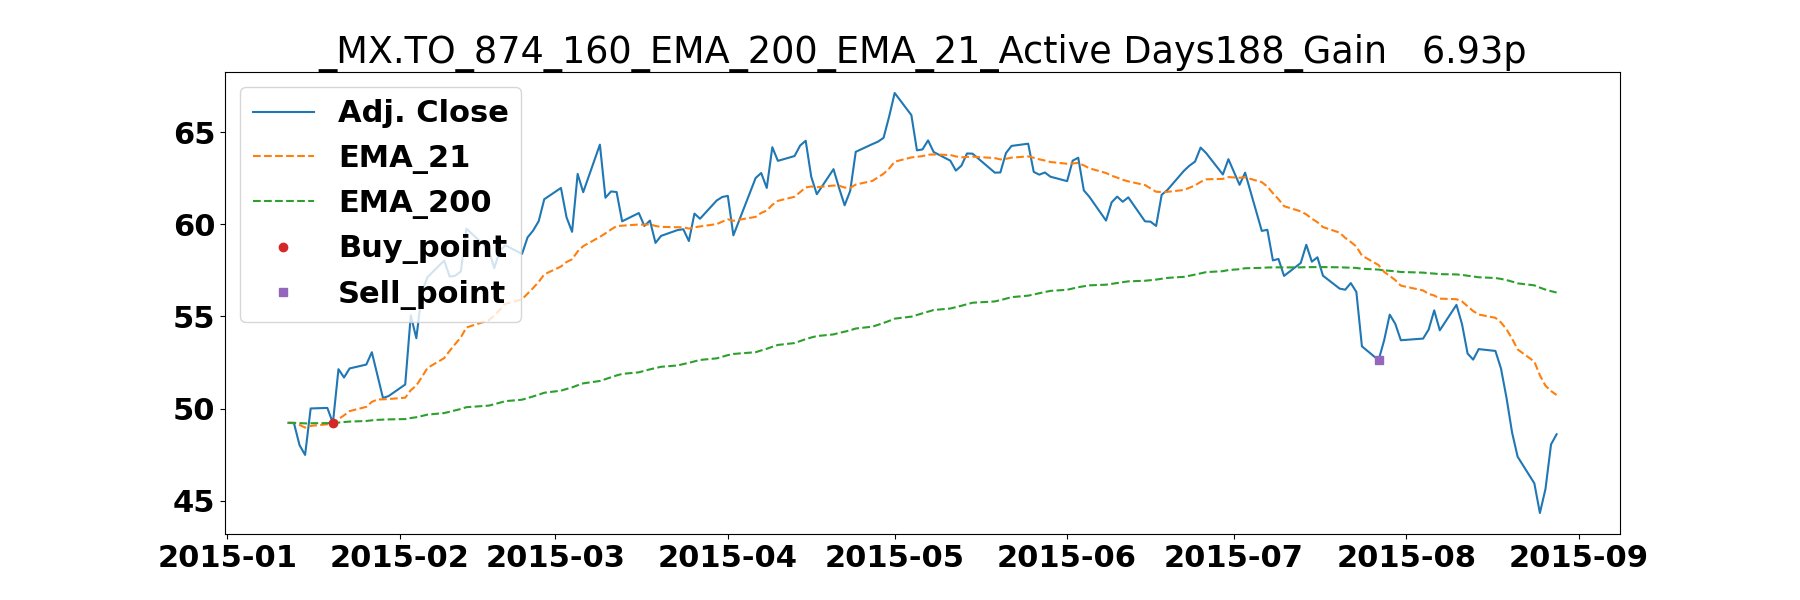 _MX.TO_874_160_EMA_200_EMA_21_Active Days188_Gain   6.93p
Adj. Close
EMA_21
EMA_200
Buy_point
Sell_point
65
60
55
50
45
2015-01 2015-02 2015-03 2015-04 2015-05 2015-06 2015-07 2015-08 2015-09